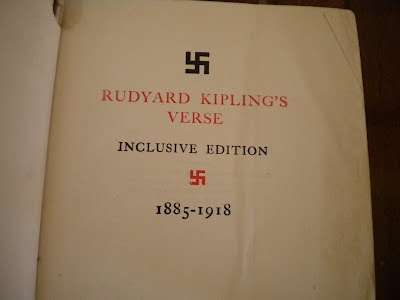 RUDYARD KIPLING'S
VERSE
INCLUSIVE EDITION
1885-1918